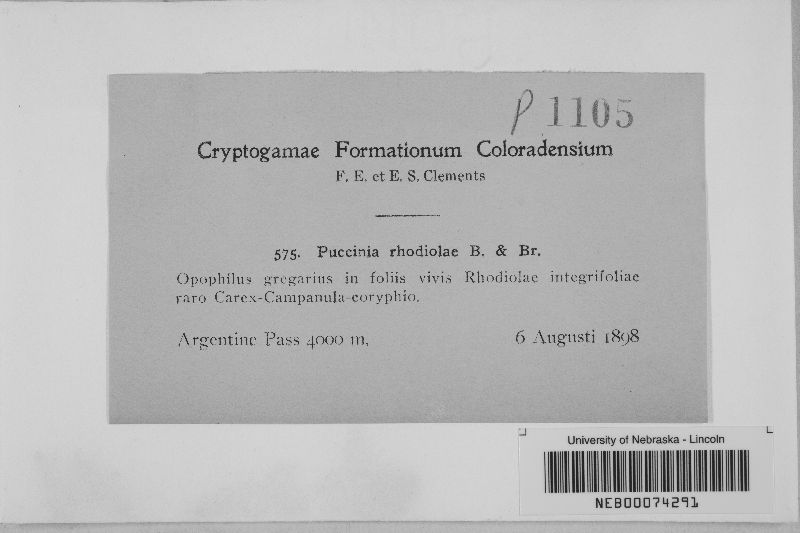 P 1105
Cryptogamae Formationum Coloradensium
F. E. et E. S. Clements
575. Puccinia rhodiolae B. & Br.
Opophilus gregarius in foliis vivis Rhodiolae integrifoliae
raro Carex-Campanula-coryphio.
Argentine Pass 4000 m, 6 Augusti 1898
University of Nebraska - Lincoln
NEB00074291